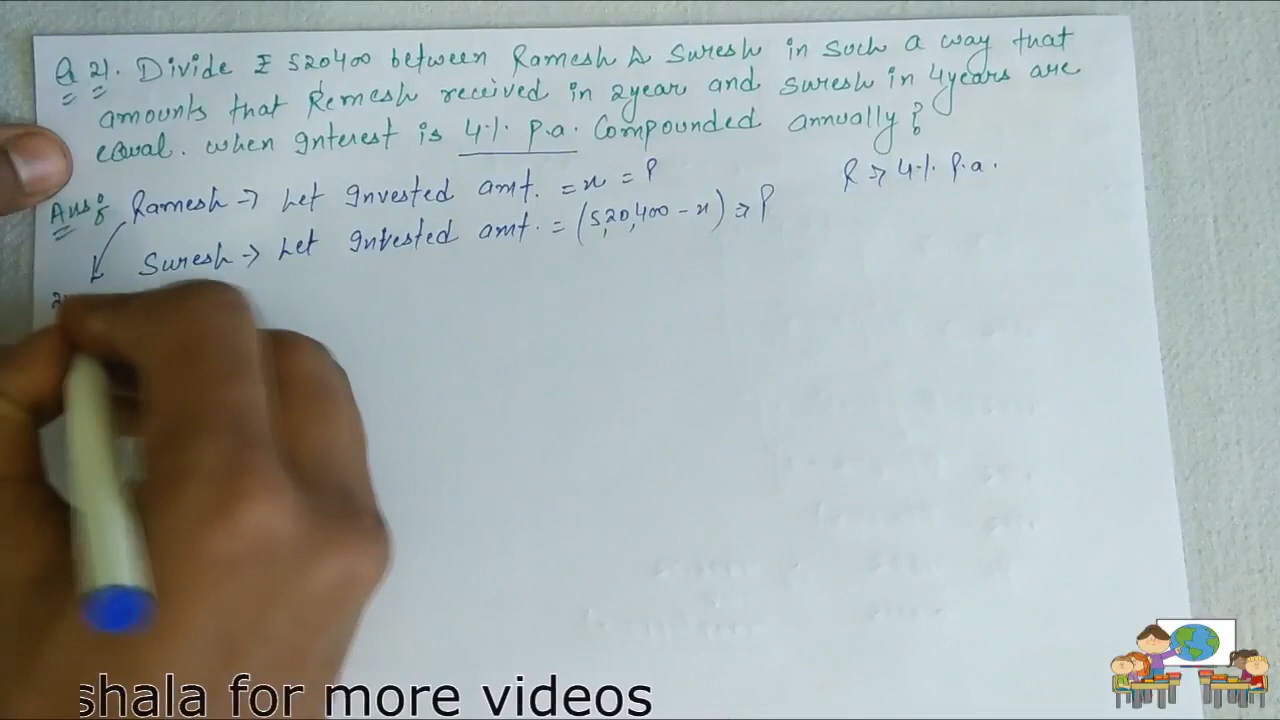 Q 21. Divide ₹ 520400 between Ramesh & Suresh in such a way that
amounts that Remesh received in 2year and Suresh in 4years are
equal. when interest is 4.%. p.a. Compounded annually?
Ans: Ramesh → Let invested amt. = x = P
R → 4.%. p.a.
Suresh → Let invested amt. = (5,20,400 - x) → P
shala for more videos